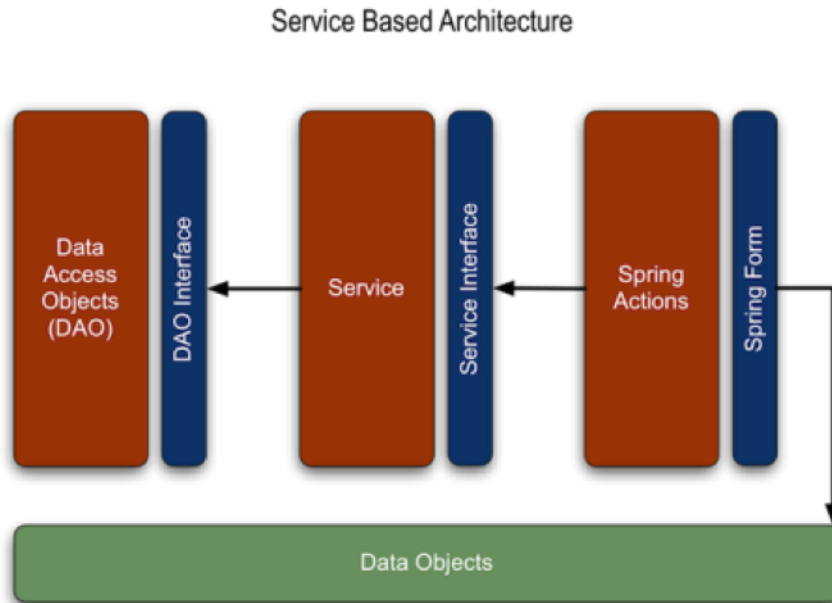 Service Based Architecture
Data
Access
Objects
(DAO)
DAO Interface
Service
Service Interface
Spring
Actions
Spring Form
Data Objects